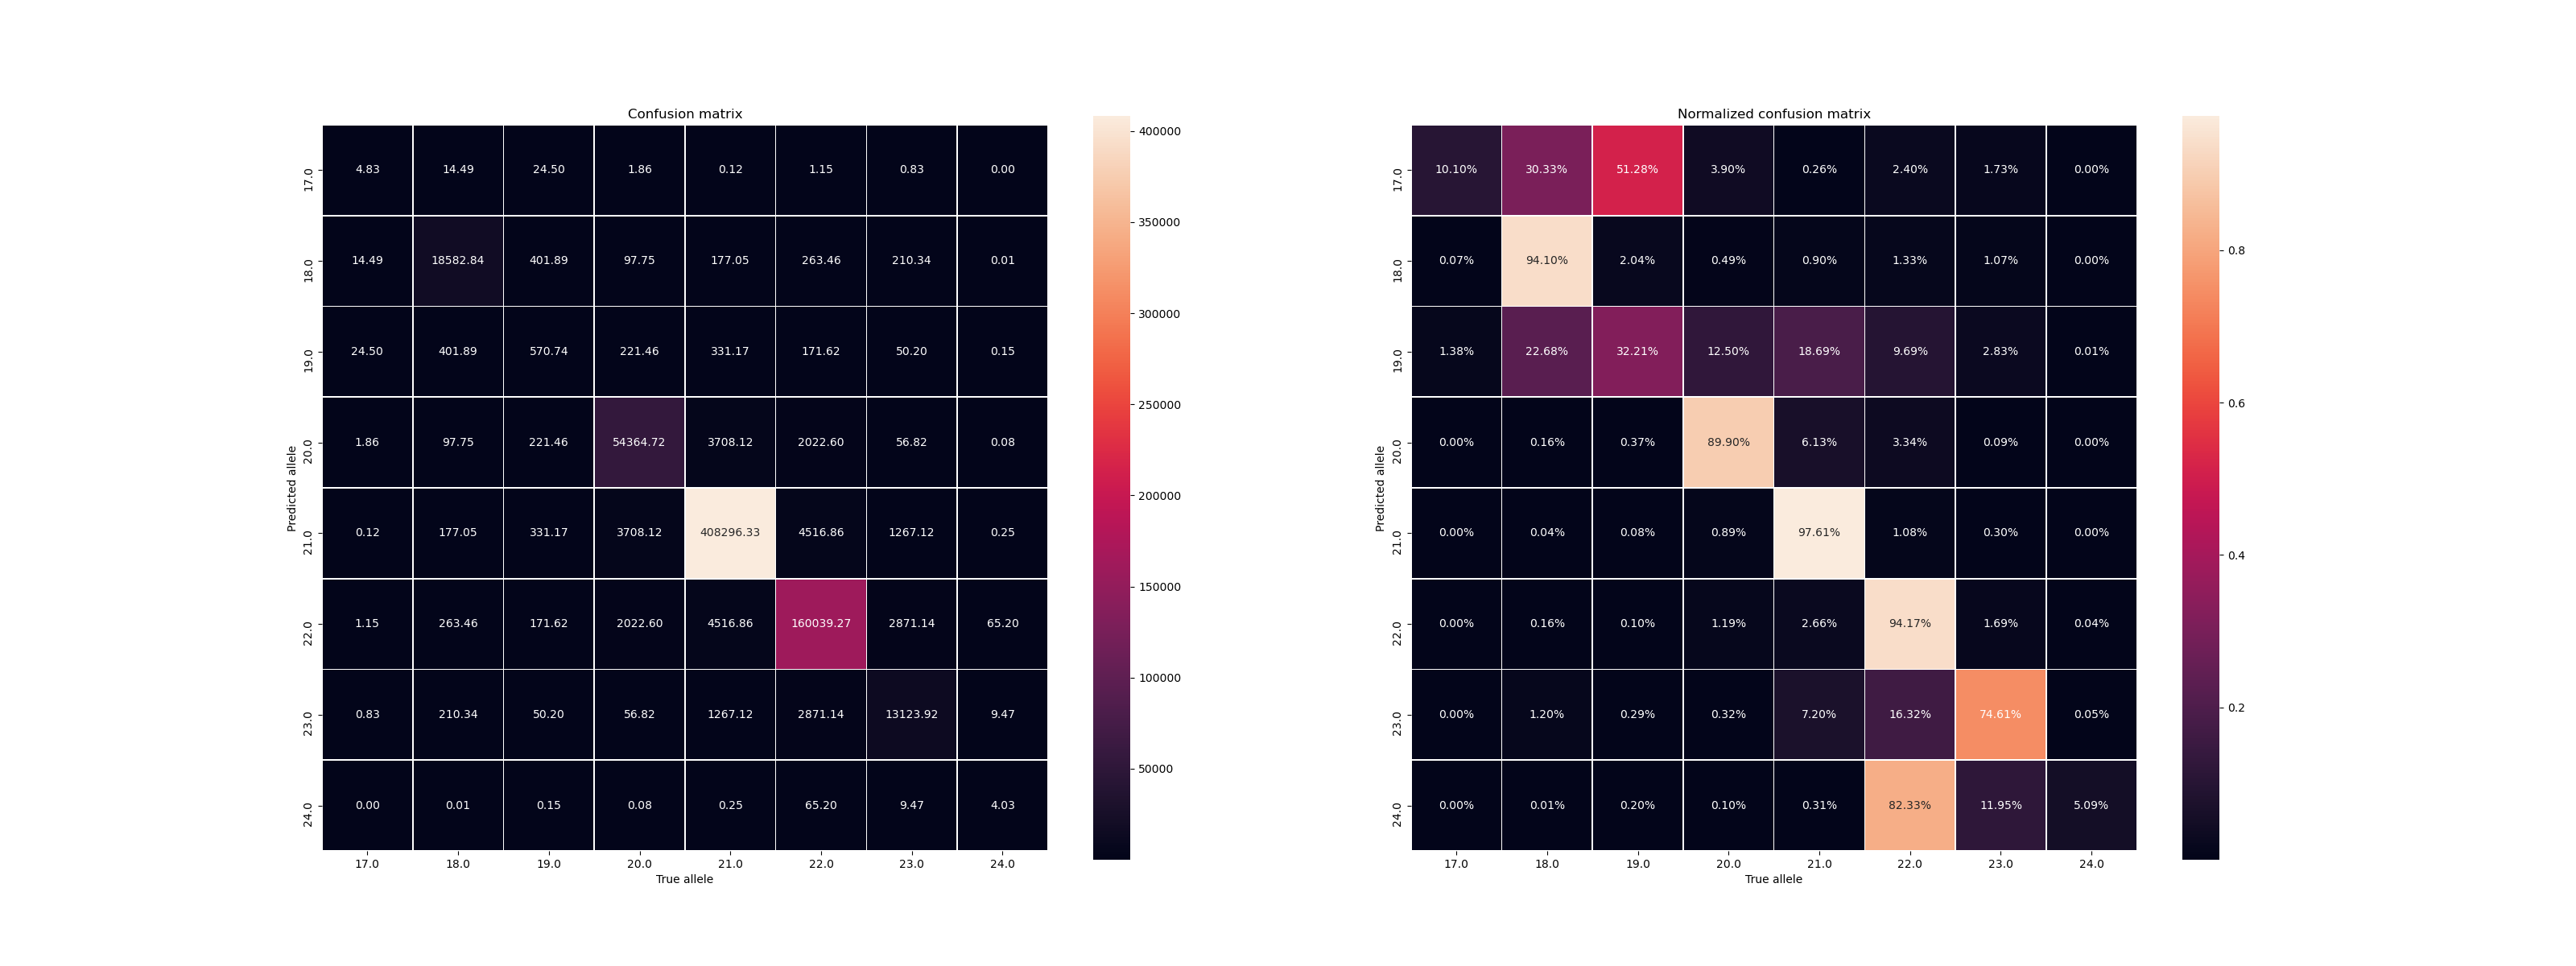 Confusion matrix
17.0 4.83 14.49 24.50 1.86 0.12 1.15 0.83 0.00
18.0 14.49 18582.84 401.89 97.75 177.05 263.46 210.34 0.01
19.0 24.50 401.89 570.74 221.46 331.17 171.62 50.20 0.15
20.0 1.86 97.75 221.46 54364.72 3708.12 2022.60 56.82 0.08
21.0 0.12 177.05 331.17 3708.12 408296.33 4516.86 1267.12 0.25
22.0 1.15 263.46 171.62 2022.60 4516.86 160039.27 2871.14 65.20
23.0 0.83 210.34 50.20 56.82 1267.12 2871.14 13123.92 9.47
24.0 0.00 0.01 0.15 0.08 0.25 65.20 9.47 4.03
17.0 18.0 19.0 20.0 21.0 22.0 23.0 24.0
True allele
Predicted allele
400000
350000
300000
250000
200000
150000
100000
50000
Normalized confusion matrix
17.0 10.10% 30.33% 51.28% 3.90% 0.26% 2.40% 1.73% 0.00%
18.0 0.07% 94.10% 2.04% 0.49% 0.90% 1.33% 1.07% 0.00%
19.0 1.38% 22.68% 32.21% 12.50% 18.69% 9.69% 2.83% 0.01%
20.0 0.00% 0.16% 0.37% 89.90% 6.13% 3.34% 0.09% 0.00%
21.0 0.00% 0.04% 0.08% 0.89% 97.61% 1.08% 0.30% 0.00%
22.0 0.00% 0.16% 0.10% 1.19% 2.66% 94.17% 1.69% 0.04%
23.0 0.00% 1.20% 0.29% 0.32% 7.20% 16.32% 74.61% 0.05%
24.0 0.00% 0.01% 0.20% 0.10% 0.31% 82.33% 11.95% 5.09%
17.0 18.0 19.0 20.0 21.0 22.0 23.0 24.0
True allele
Predicted allele
0.8
0.6
0.4
0.2